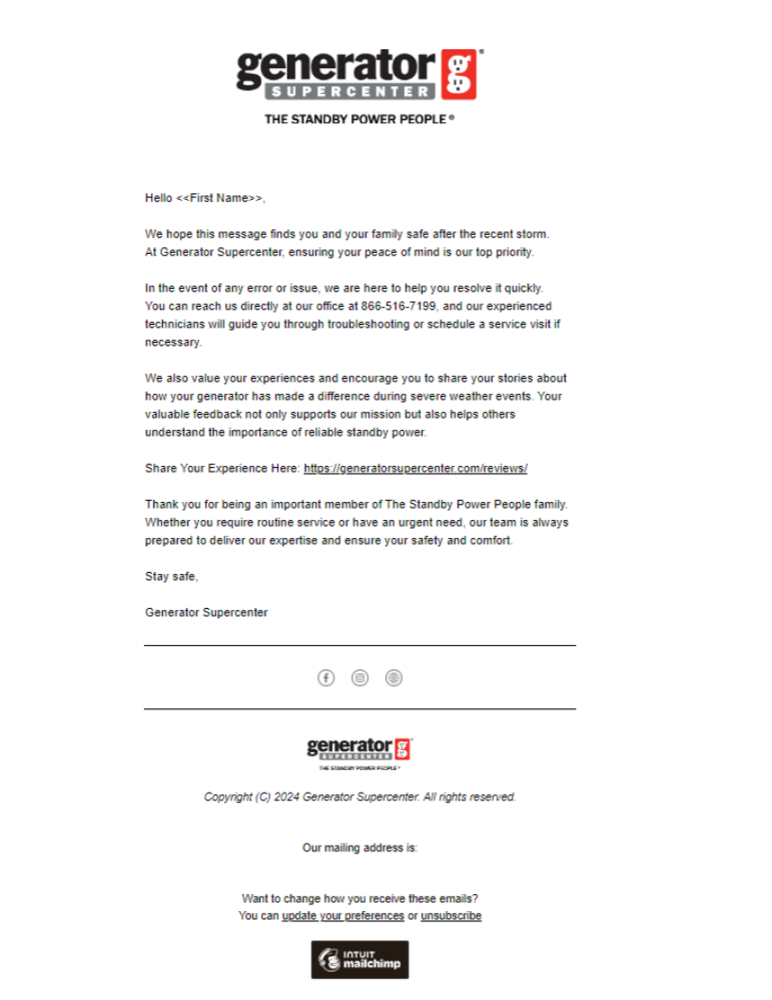 generator g®
SUPERCENTER
THE STANDBY POWER PEOPLE®
Hello <<First Name>>,
We hope this message finds you and your family safe after the recent storm.
At Generator Supercenter, ensuring your peace of mind is our top priority.
In the event of any error or issue, we are here to help you resolve it quickly.
You can reach us directly at our office at 866-516-7199, and our experienced
technicians will guide you through troubleshooting or schedule a service visit if
necessary.
We also value your experiences and encourage you to share your stories about
how your generator has made a difference during severe weather events. Your
valuable feedback not only supports our mission but also helps others
understand the importance of reliable standby power.
Share Your Experience Here: https://generatorsupercenter.com/reviews/
Thank you for being an important member of The Standby Power People family.
Whether you require routine service or have an urgent need, our team is always
prepared to deliver our expertise and ensure your safety and comfort.
Stay safe,
Generator Supercenter
generator g
SUPERCENTER
THE STANDBY POWER PEOPLE®
Copyright (C) 2024 Generator Supercenter. All rights reserved.
Our mailing address is:
Want to change how you receive these emails?
You can update your preferences or unsubscribe
INTUIT
mailchimp